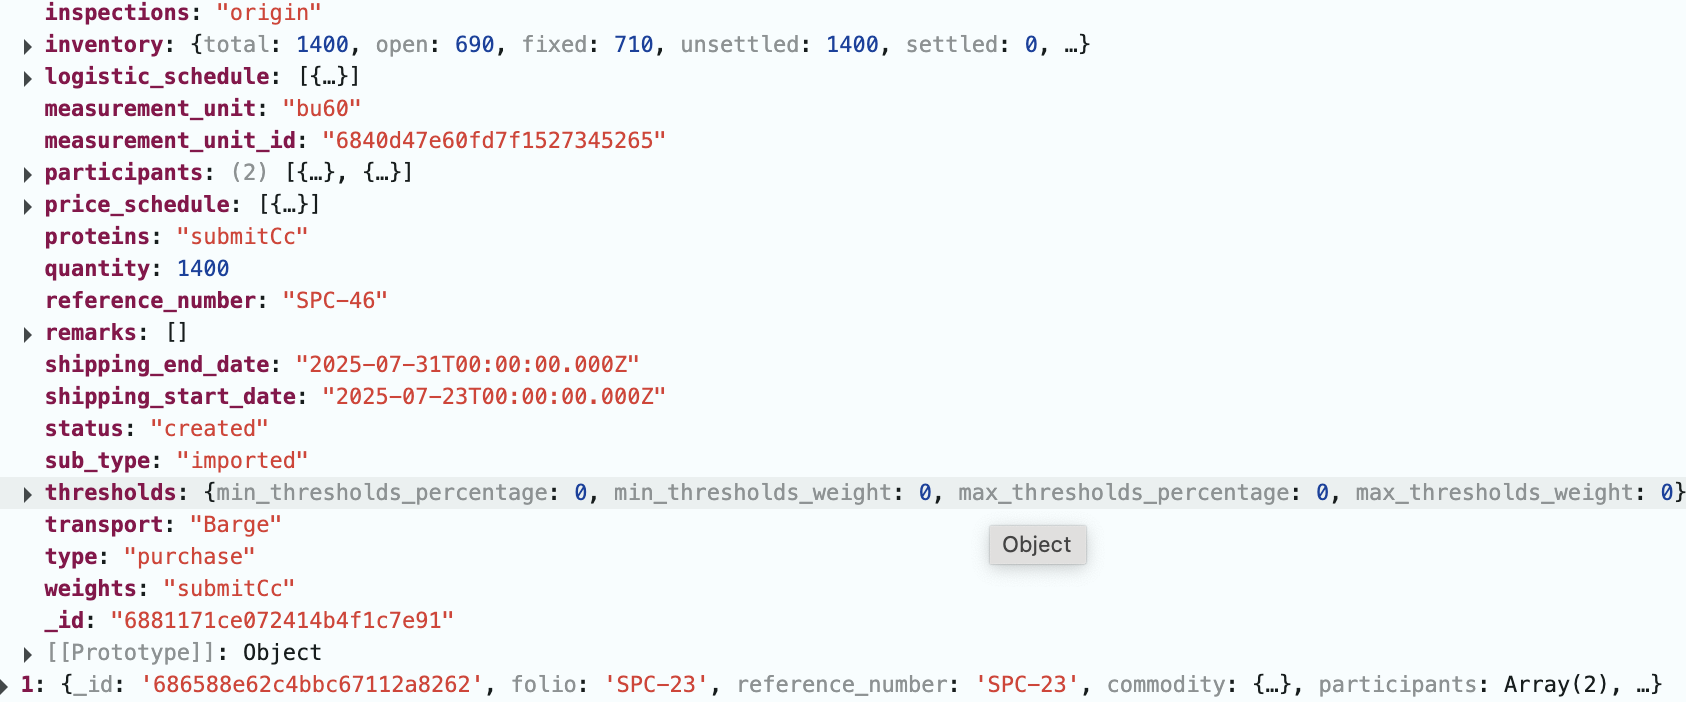 inspections: "origin"
inventory: {total: 1400, open: 690, fixed: 710, unsettled: 1400, settled: 0, …}
logistic_schedule: [{…}]
measurement_unit: "bu60"
measurement_unit_id: "6840d47e60fd7f1527345265"
participants: (2) [{…}, {…}]
price_schedule: [{…}]
proteins: "submitCc"
quantity: 1400
reference_number: "SPC-46"
remarks: []
shipping_end_date: "2025-07-31T00:00:00.000Z"
shipping_start_date: "2025-07-23T00:00:00.000Z"
status: "created"
sub_type: "imported"
thresholds: {min_thresholds_percentage: 0, min_thresholds_weight: 0, max_thresholds_percentage: 0, max_thresholds_weight: 0}
transport: "Barge"
Object
type: "purchase"
weights: "submitCc"
_id: "6881171ce072414b4f1c7e91"
[[Prototype]]: Object
1: {_id: '686588e62c4bbc67112a8262', folio: 'SPC-23', reference_number: 'SPC-23', commodity: {…}, participants: Array(2), …}